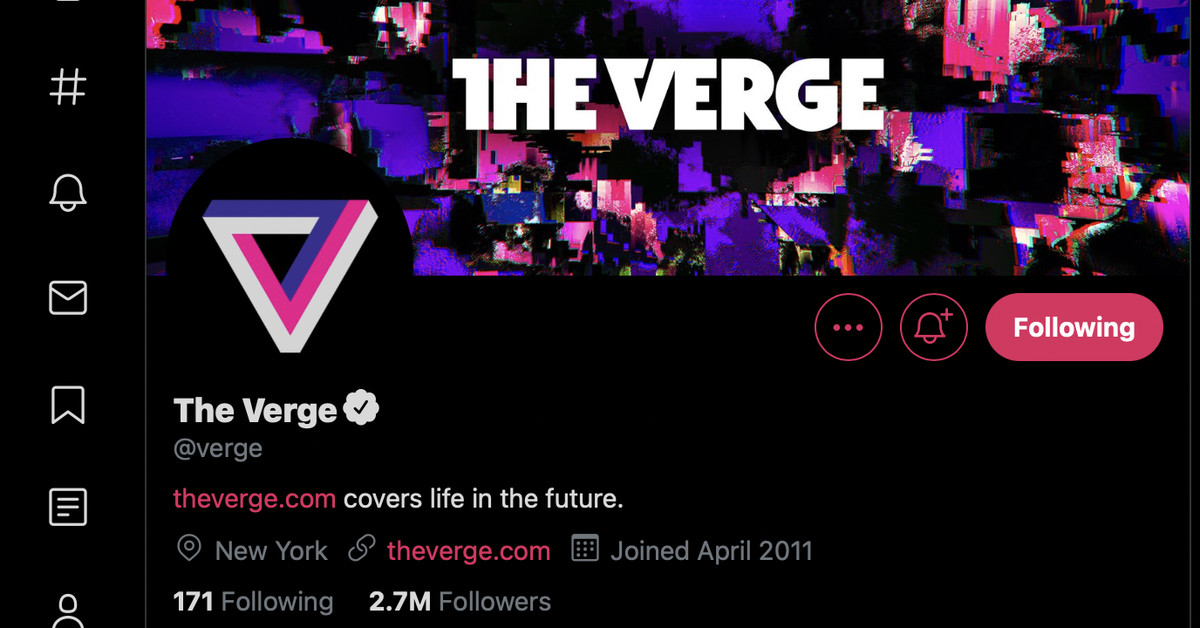 THE VERGE
Following
The Verge
@verge
theverge.com covers life in the future.
New York theverge.com Joined April 2011
171 Following 2.7M Followers